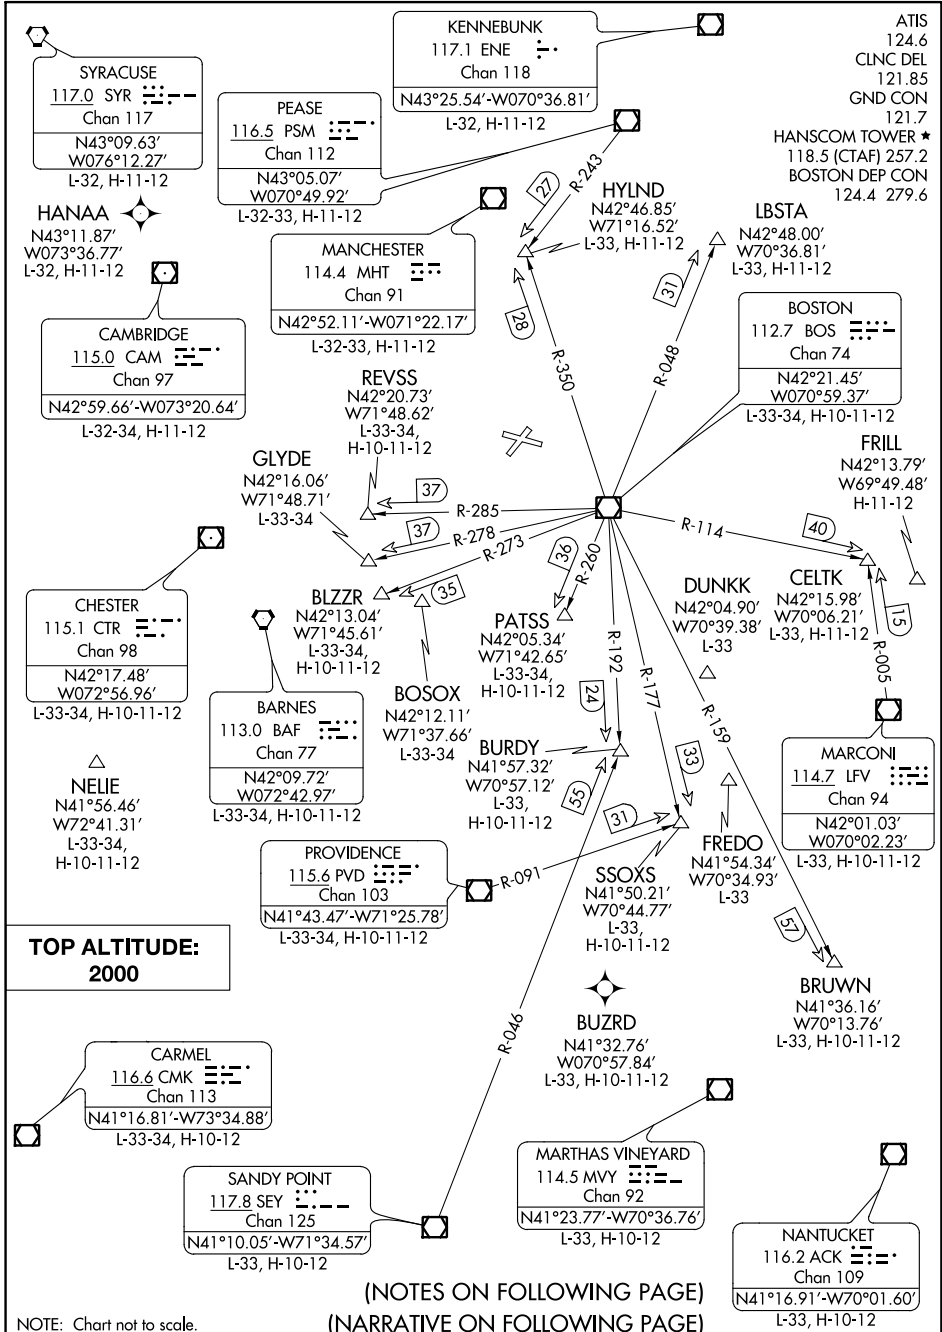 KENNEBUNK
117.1 ENE
Chan 118
N43°25.54′-W070°36.81′
L-32, H-11-12
ATIS
124.6
CLNC DEL
121.85
GND CON
121.7
HANSCOM TOWER ★
118.5 (CTAF) 257.2
BOSTON DEP CON
124.4 279.6
SYRACUSE
117.0 SYR
Chan 117
N43°09.63′
W076°12.27′
L-32, H-11-12
PEASE
116.5 PSM
Chan 112
N43°05.07′
W070°49.92′
L-32-33, H-11-12
HANAA
N43°11.87′
W073°36.77′
L-32, H-11-12
MANCHESTER
114.4 MHT
Chan 91
N42°52.11′-W071°22.17′
L-32-33, H-11-12
R-243
27
HYLND
N42°46.85′
W71°16.52′
L-33, H-11-12
LBSTA
N42°48.00′
W70°36.81′
L-33, H-11-12
28
31
R-350
R-048
CAMBRIDGE
115.0 CAM
Chan 97
N42°59.66′-W073°20.64′
L-32-34, H-11-12
BOSTON
112.7 BOS
Chan 74
N42°21.45′
W070°59.37′
L-33-34, H-10-11-12
REVSS
N42°20.73′
W71°48.62′
L-33-34,
H-10-11-12
GLYDE
N42°16.06′
W71°48.71′
L-33-34
FRILL
N42°13.79′
W69°49.48′
H-11-12
37
R-285
37
R-278
R-273
35
36
R-260
R-114
40
CHESTER
115.1 CTR
Chan 98
N42°17.48′
W072°56.96′
L-33-34, H-10-11-12
BLZZR
N42°13.04′
W71°45.61′
L-33-34,
H-10-11-12
PATSS
N42°05.34′
W71°42.65′
L-33-34,
H-10-11-12
DUNKK
N42°04.90′
W70°39.38′
L-33
CELTK
N42°15.98′
W70°06.21′
L-33, H-11-12
15
R-005
R-192
R-177
R-159
BARNES
113.0 BAF
Chan 77
N42°09.72′
W072°42.97′
L-33-34, H-10-11-12
BOSOX
N42°12.11′
W71°37.66′
L-33-34
24
BURDY
N41°57.32′
W70°57.12′
L-33,
H-10-11-12
55
33
MARCONI
114.7 LFV
Chan 94
N42°01.03′
W070°02.23′
L-33, H-10-11-12
NELIE
N41°56.46′
W72°41.31′
L-33-34,
H-10-11-12
PROVIDENCE
115.6 PVD
Chan 103
N41°43.47′-W71°25.78′
L-33-34, H-10-11-12
R-091
31
SSOXS
N41°50.21′
W70°44.77′
L-33,
H-10-11-12
FREDO
N41°54.34′
W70°34.93′
L-33
57
TOP ALTITUDE:
2000
BRUWN
N41°36.16′
W70°13.76′
L-33, H-10-11-12
BUZRD
N41°32.76′
W070°57.84′
L-33, H-10-11-12
R-046
CARMEL
116.6 CMK
Chan 113
N41°16.81′-W73°34.88′
L-33-34, H-10-12
MARTHAS VINEYARD
114.5 MVY
Chan 92
N41°23.77′-W70°36.76′
L-33, H-10-12
SANDY POINT
117.8 SEY
Chan 125
N41°10.05′-W71°34.57′
L-33, H-10-12
NANTUCKET
116.2 ACK
Chan 109
N41°16.91′-W70°01.60′
L-33, H-10-12
(NOTES ON FOLLOWING PAGE)
(NARRATIVE ON FOLLOWING PAGE)
NOTE: Chart not to scale.